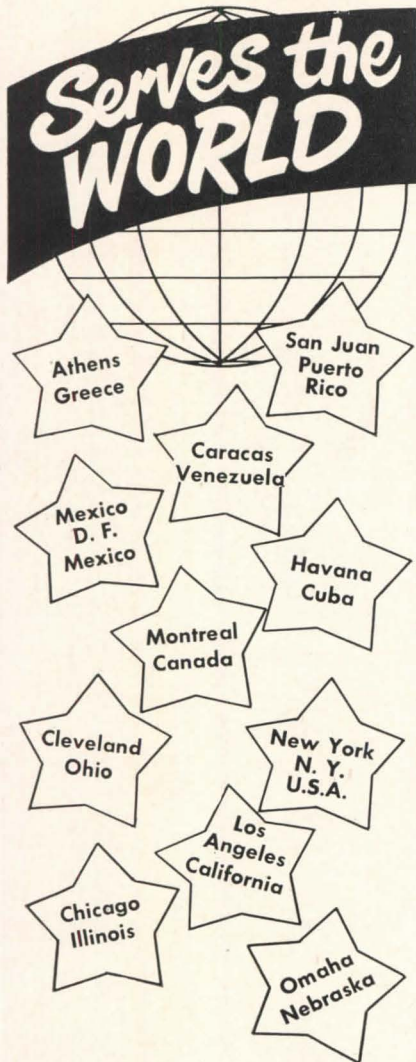 Serves the
WORLD
Athens
Greece
San Juan
Puerto
Rico
Caracas
Venezuela
Mexico
D. F.
Mexico
Havana
Cuba
Montreal
Canada
Cleveland
Ohio
New York
N. Y.
U.S.A.
Los
Angeles
California
Chicago
Illinois
Omaha
Nebraska